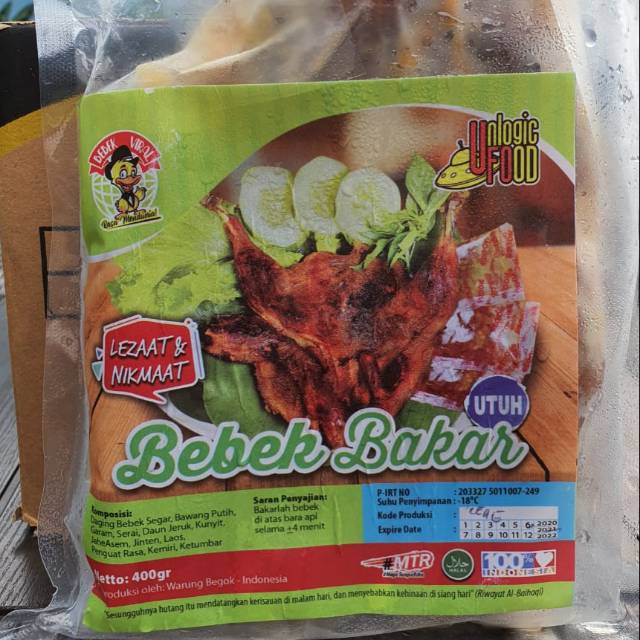 BEBEK VIRAL
Rasa Mendunia!
Unlogic
UFOOD
LEZAAT &
NIKMAAT
UTUH
Bebek Bakar
Komposisi:
Daging Bebek Segar, Bawang Putih,
Garam, Serai, Daun Jeruk, Kunyit,
JaheAsem, Jinten, Laos,
Penguat Rasa, Kemiri, Ketumbar
Saran Penyajian:
Bakarlah bebek
di atas bara api
selama ±4 menit
P-IRT NO : 203327 5011007-249
Suhu Penyimpanan : -18°C
Kode Produksi :
Expire Date : 1 2 3 4 5 6 2020 2021
7 8 9 10 11 12 2022
Netto: 400gr
Produksi oleh: Warung Begok - Indonesia
#MTR
HALAL
100%
INDONESIA
"Sesungguhnya hutang itu mendatangkan kerisauan di malam hari, dan menyebabkan kehinaan di siang hari" (Riwayat Al-Baihaqi)